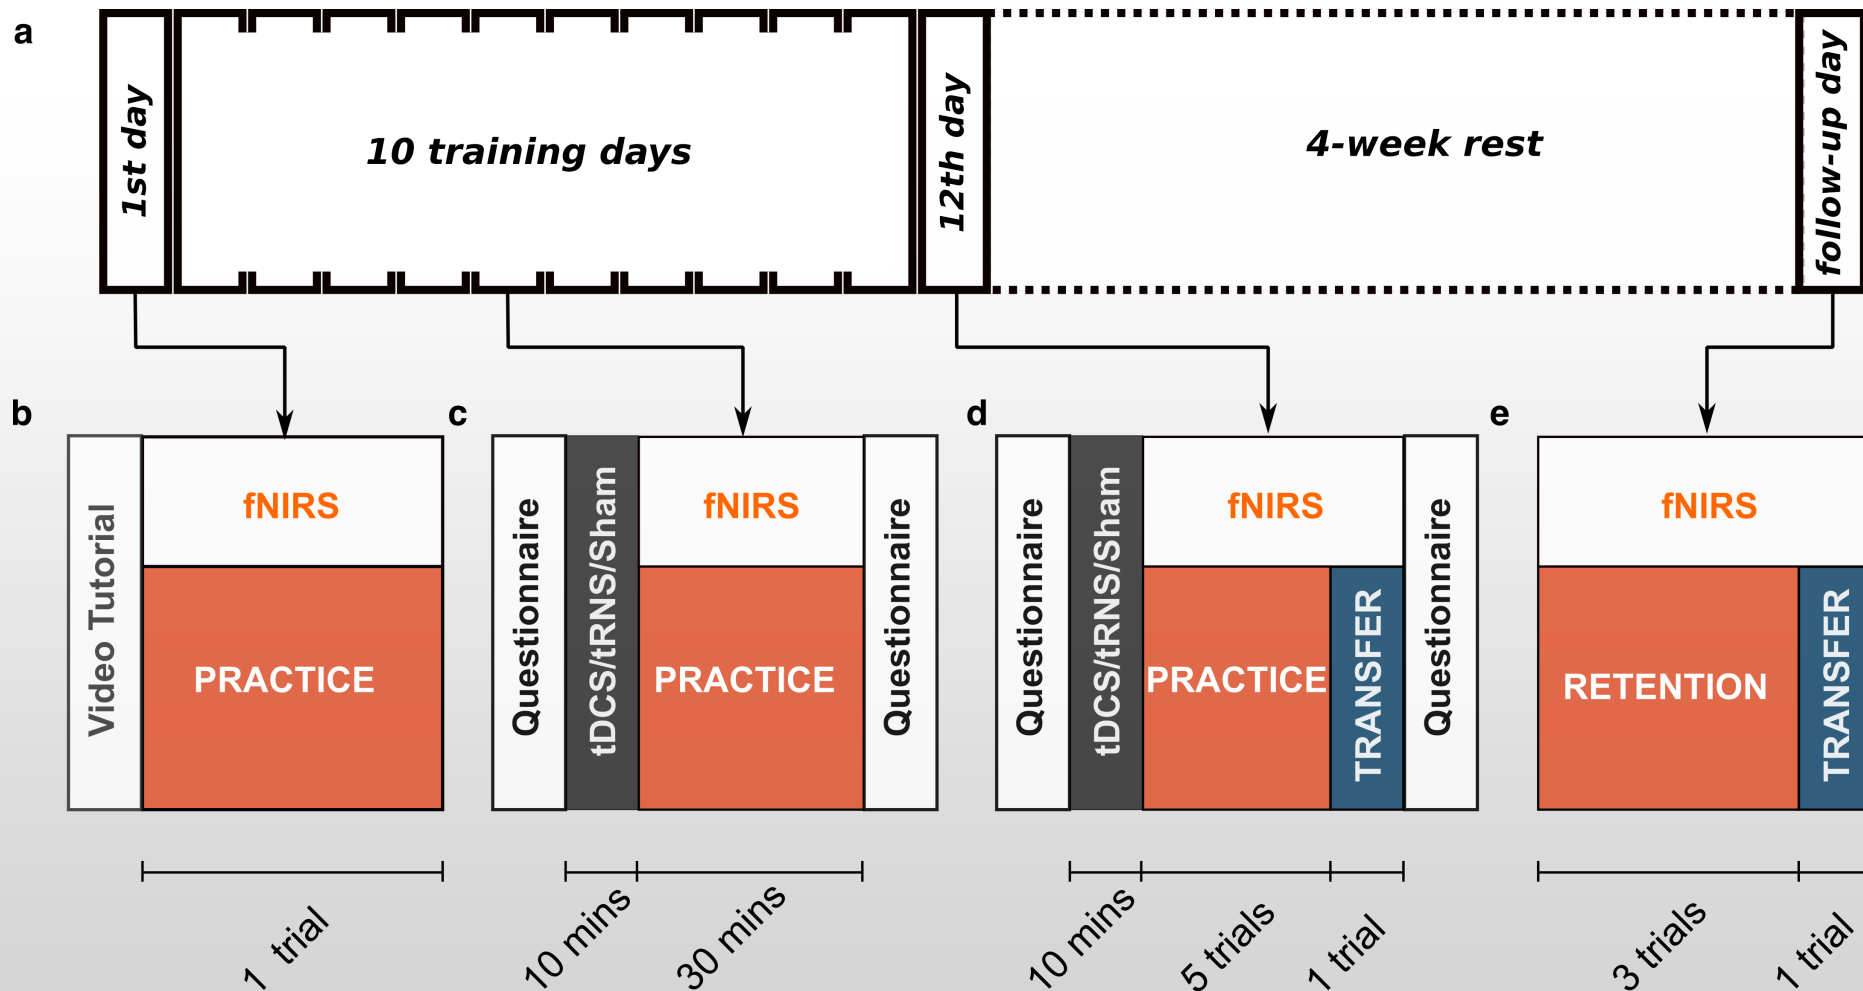 a
1st day
10 training days
12th day
4-week rest
follow-up day
b
Video Tutorial
fNIRS
PRACTICE
1 trial
c
Questionnaire
tDCS/tRNS/Sham
fNIRS
PRACTICE
Questionnaire
10 mins
30 mins
d
Questionnaire
tDCS/tRNS/Sham
fNIRS
PRACTICE
TRANSFER
Questionnaire
10 mins
5 trials
1 trial
e
fNIRS
RETENTION
TRANSFER
3 trials
1 trial